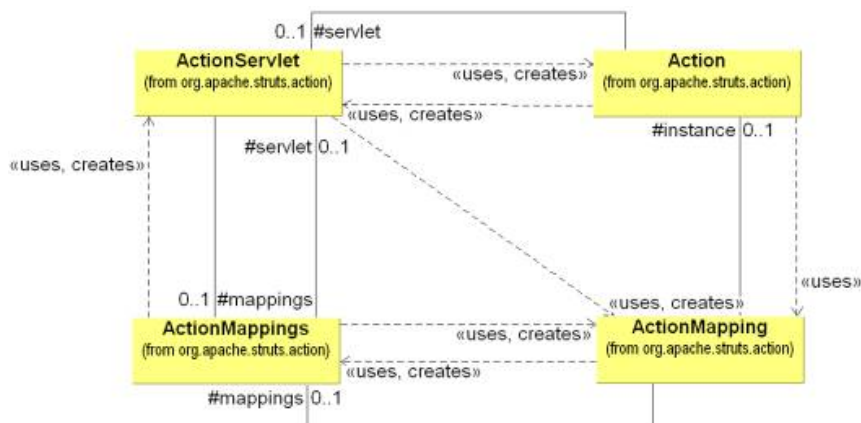 0..1 #servlet
ActionServlet
(from org.apache.struts.action)
«uses, creates»
Action
(from org.apache.struts.action)
«uses, creates»
#servlet 0..1
#instance 0..1
«uses, creates»
«uses»
0..1 #mappings
«uses, creates»
ActionMappings
(from org.apache.struts.action)
«uses, creates»
ActionMapping
(from org.apache.struts.action)
«uses, creates»
#mappings 0..1